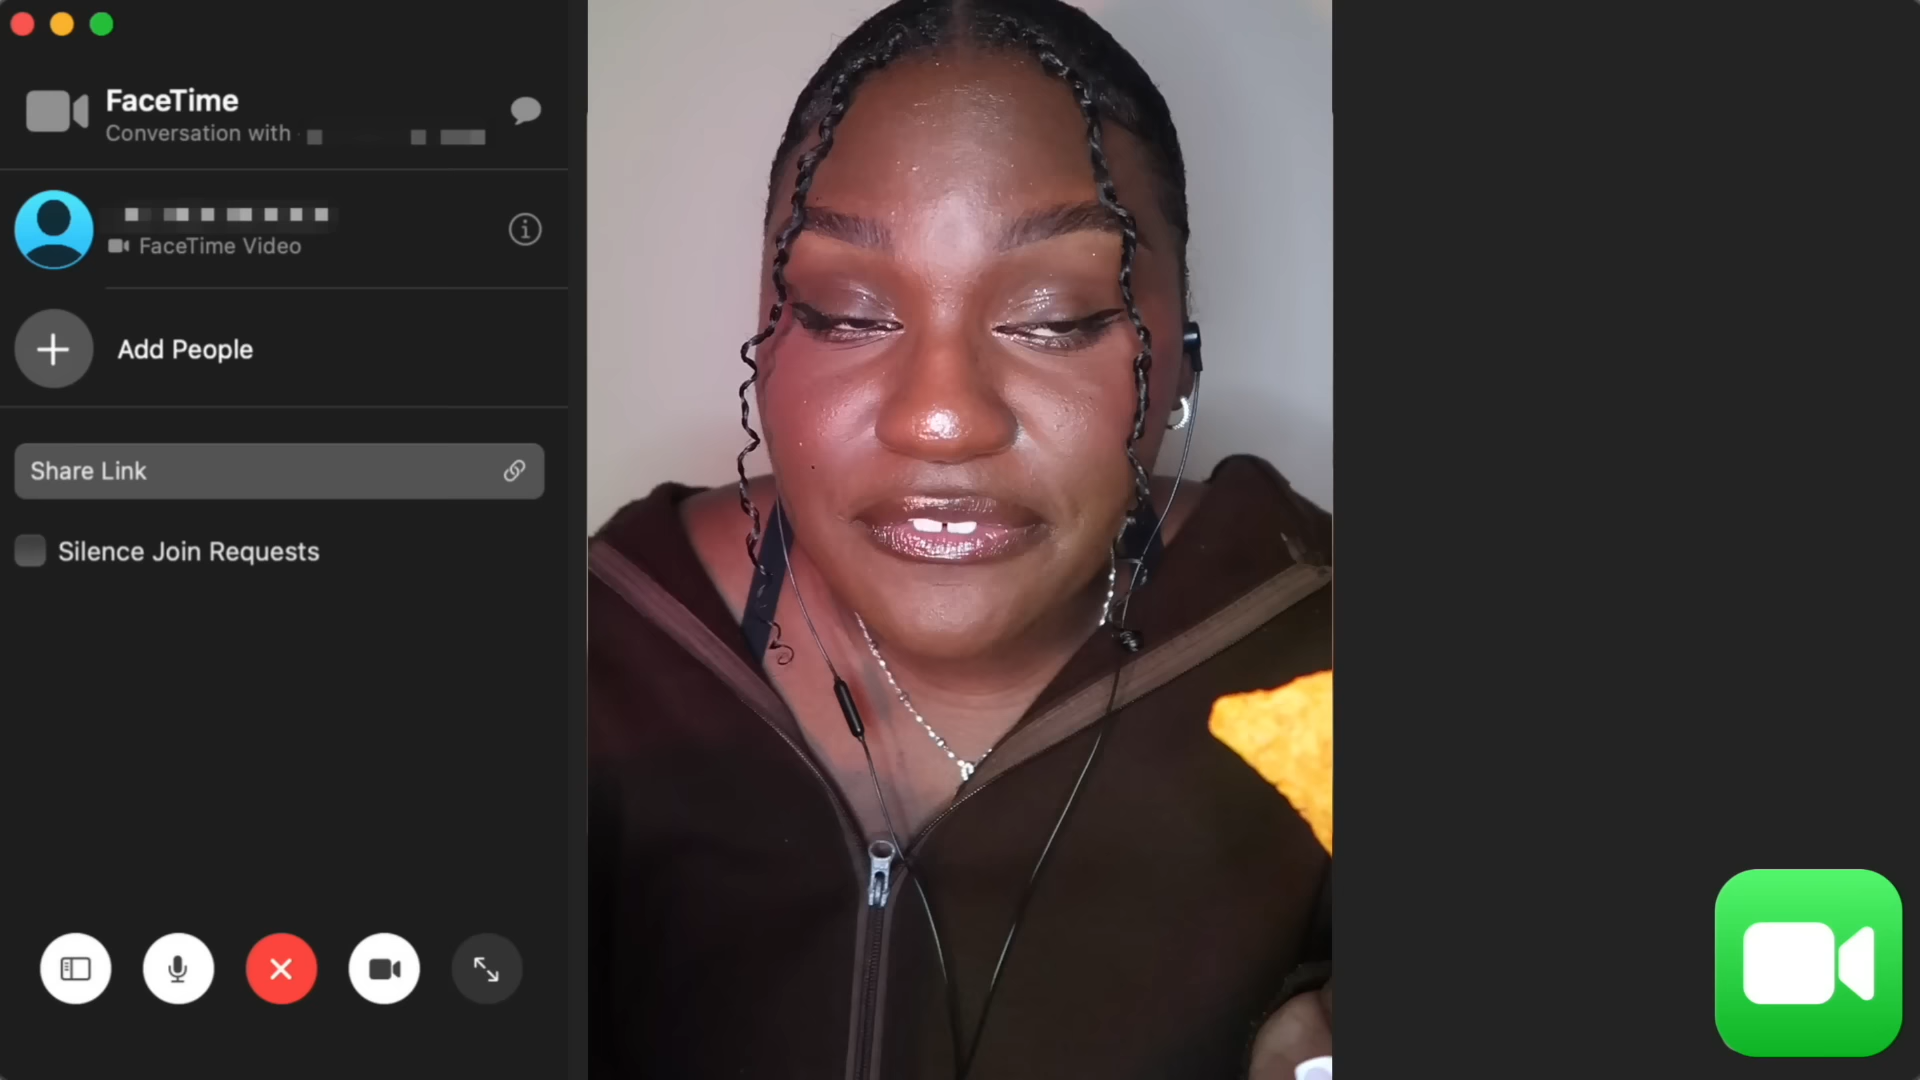 FaceTime
Conversation with
FaceTime Video
Add People
Share Link
Silence Join Requests